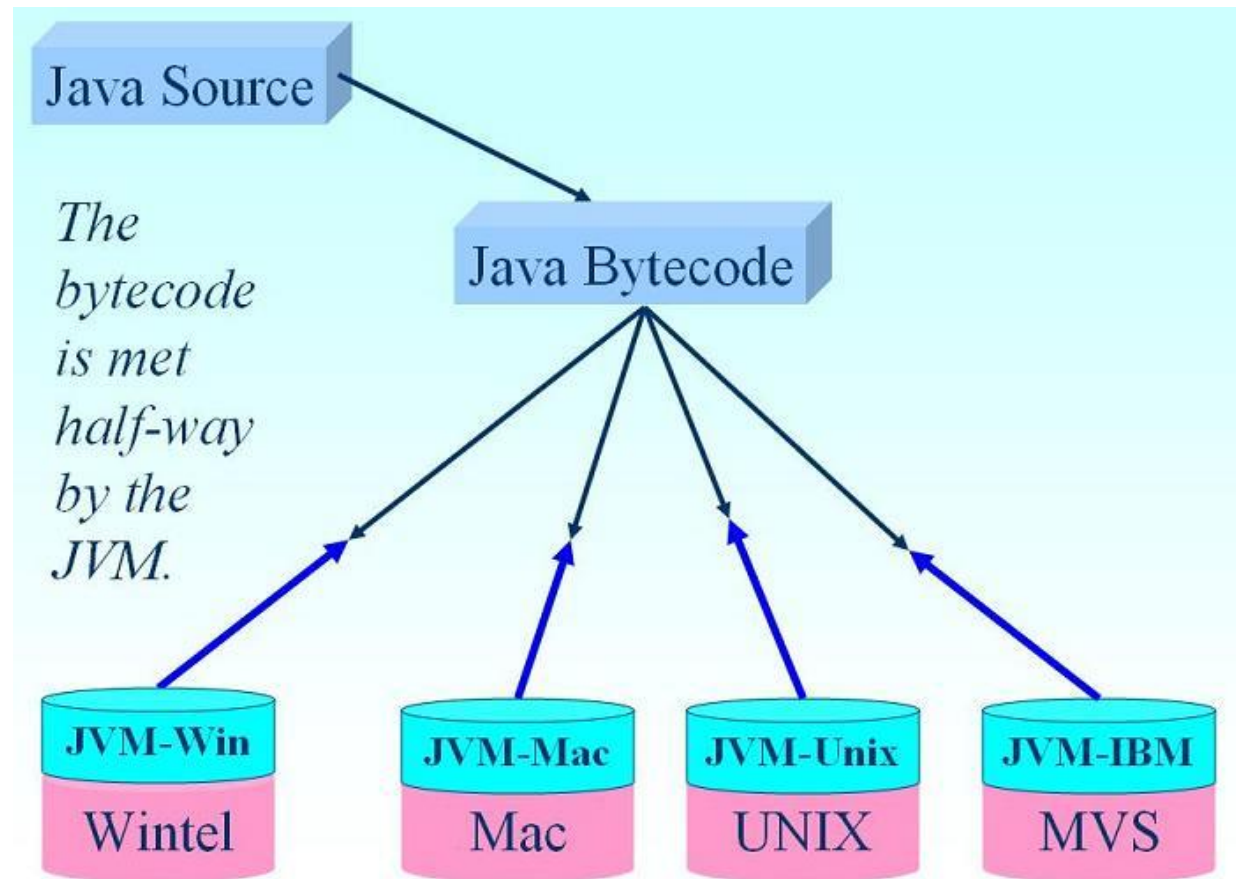 Java Source
The
bytecode
is met
half-way
by the
JVM.
Java Bytecode
JVM-Win
Wintel
JVM-Mac
Mac
JVM-Unix
UNIX
JVM-IBM
MVS